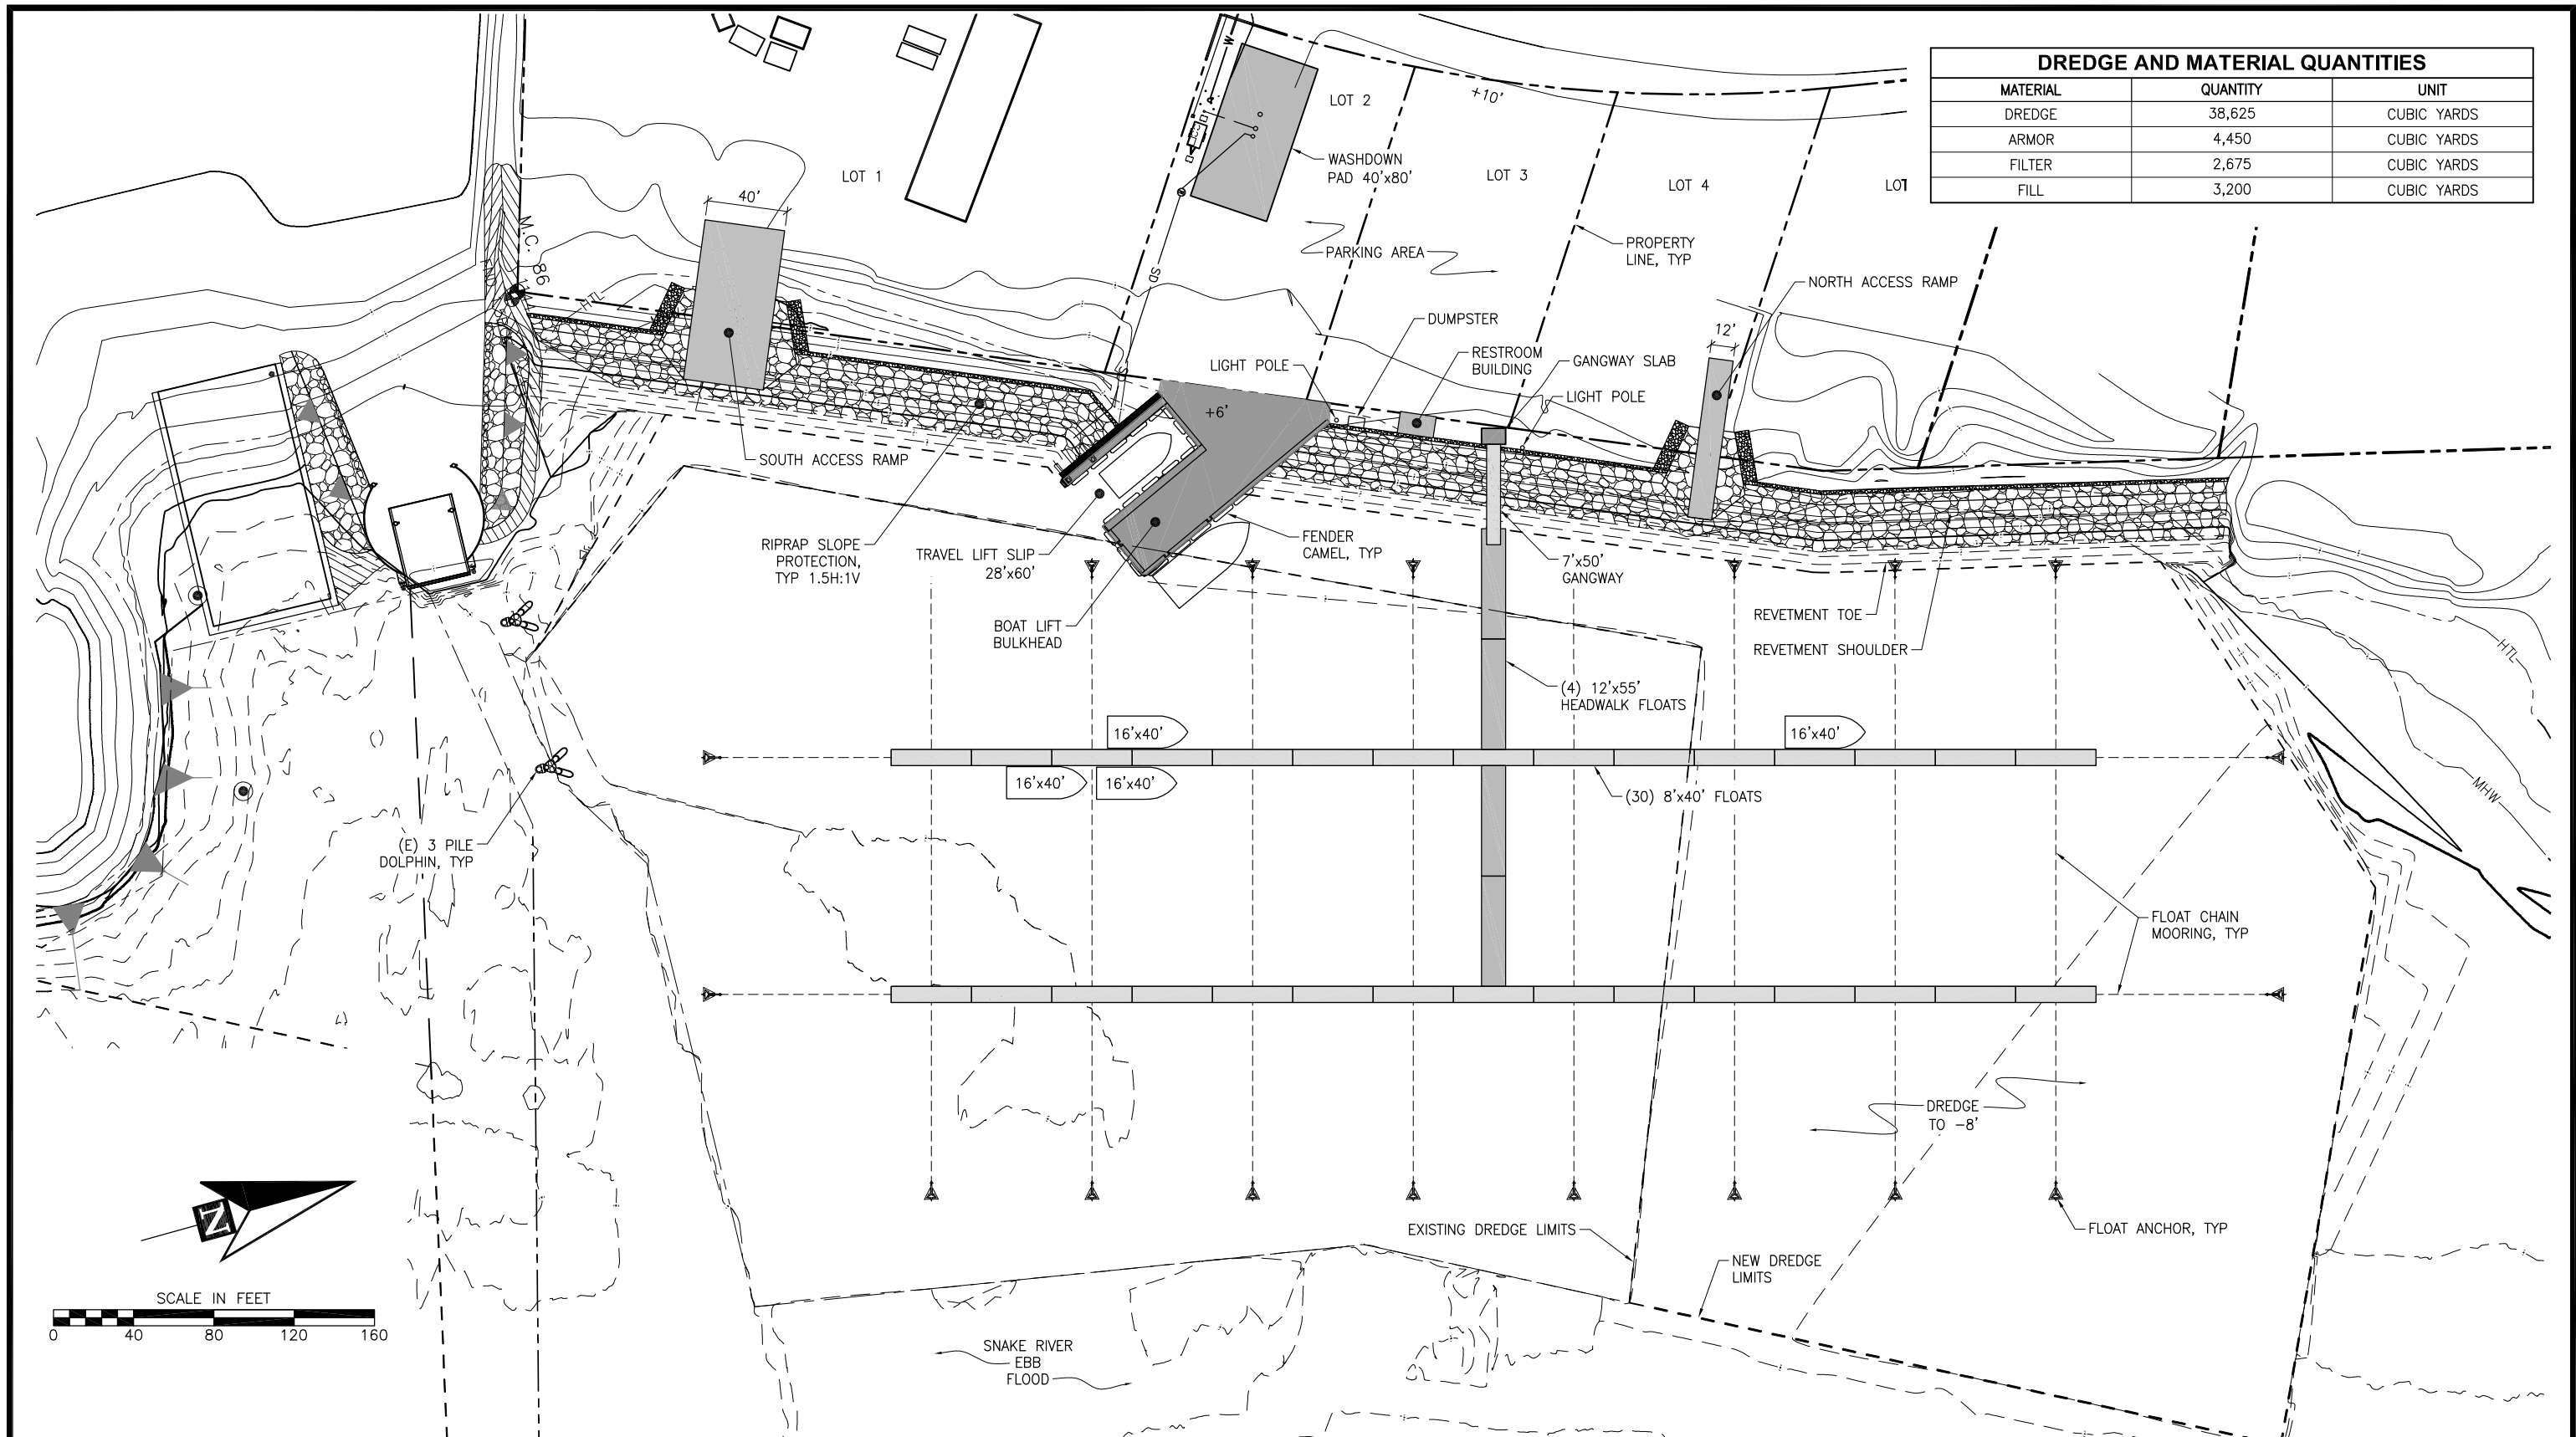 DREDGE AND MATERIAL QUANTITIES
MATERIAL QUANTITY UNIT
DREDGE 38,625 CUBIC YARDS
ARMOR 4,450 CUBIC YARDS
FILTER 2,675 CUBIC YARDS
FILL 3,200 CUBIC YARDS
W
LOT 2
+10'
WASHDOWN
PAD 40'x80'
LOT 1
LOT 3
LOT 4
LOT
40'
M.C. 86
HTL
SD
PARKING AREA
PROPERTY
LINE, TYP
NORTH ACCESS RAMP
DUMPSTER
12'
LIGHT POLE
RESTROOM
BUILDING
GANGWAY SLAB
LIGHT POLE
+6'
SOUTH ACCESS RAMP
RIPRAP SLOPE
PROTECTION,
TYP 1.5H:1V
TRAVEL LIFT SLIP
28'x60'
FENDER
CAMEL, TYP
7'x50'
GANGWAY
BOAT LIFT
BULKHEAD
REVETMENT TOE
REVETMENT SHOULDER
HTL
(4) 12'x55'
HEADWALK FLOATS
16'x40'
16'x40'
16'x40'
16'x40'
(30) 8'x40' FLOATS
MHW
(E) 3 PILE
DOLPHIN, TYP
FLOAT CHAIN
MOORING, TYP
DREDGE
TO -8'
N
EXISTING DREDGE LIMITS
FLOAT ANCHOR, TYP
NEW DREDGE
LIMITS
SCALE IN FEET
0 40 80 120 160
SNAKE RIVER
EBB
FLOOD